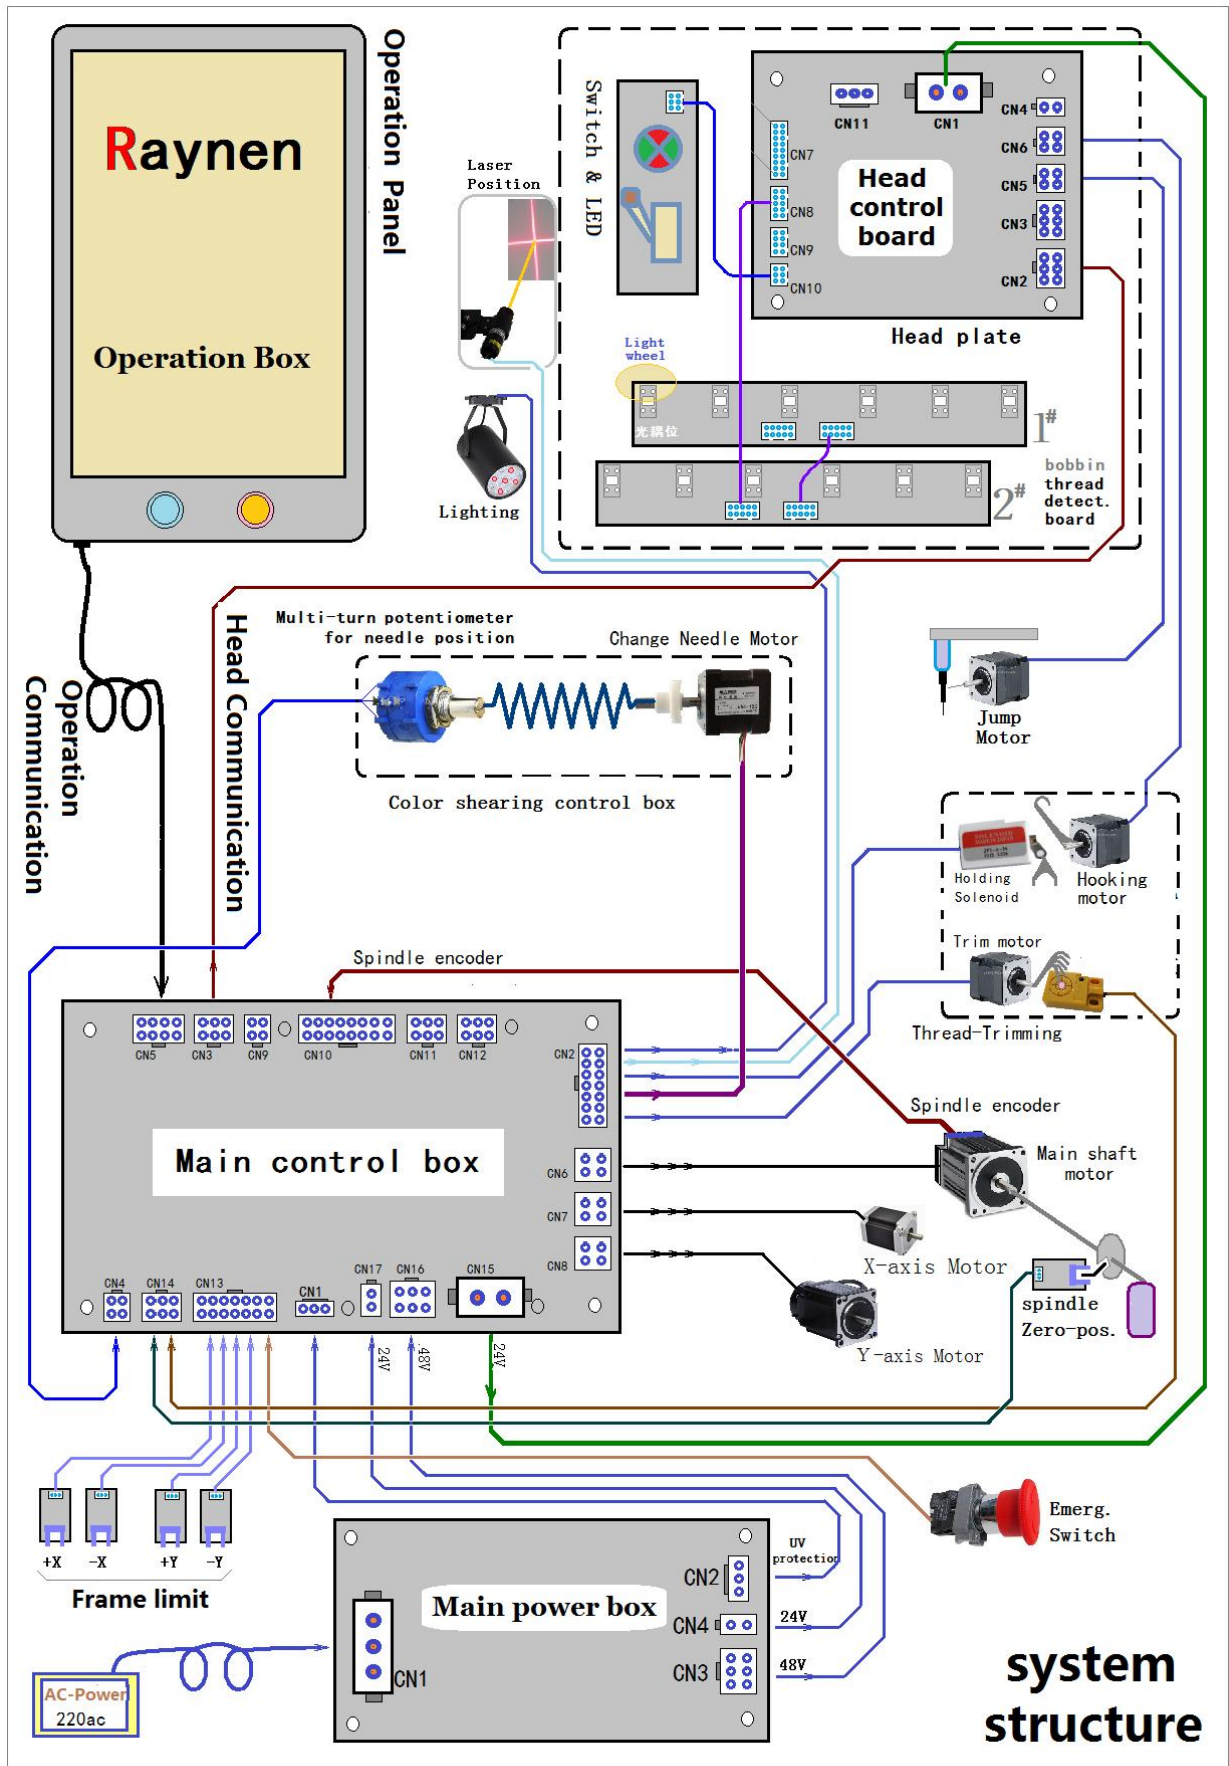 Raynen
Operation Box
Operation Panel
Laser
Position
Lighting
Switch & LED
CN11
CN1
CN4
CN6
CN5
CN3
CN2
CN7
CN8
CN9
CN10
Head
control
board
Head plate
Light
wheel
光耦位
1#
2#
bobbin
thread
detect.
board
Operation
Communication
Head Communication
Multi-turn potentiometer
for needle position
Change Needle Motor
Color shearing control box
Jump
Motor
SOLENOID
Holding
Solenoid
Hooking
motor
Trim motor
Thread-Trimming
Spindle encoder
Spindle encoder
Main shaft
motor
X-axis Motor
Y-axis Motor
spindle
Zero-pos.
CN5
CN3
CN9
CN10
CN11
CN12
CN2
CN6
CN7
CN8
Main control box
CN4
CN14
CN13
CN1
CN17
CN16
CN15
24V
48V
24V
+X
-X
+Y
-Y
Frame limit
Emerg.
Switch
UV
protection
CN2
CN4
24V
CN3
48V
Main power box
CN1
AC-Power
220ac
system
structure